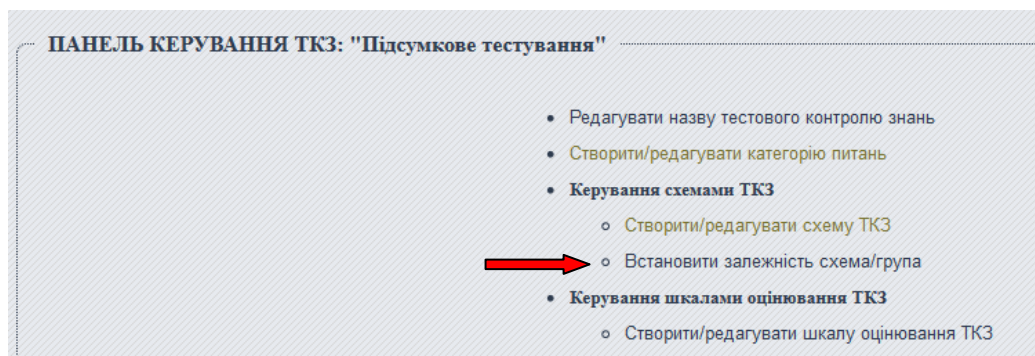 ПАНЕЛЬ КЕРУВАННЯ ТКЗ: "Підсумкове тестування"
Редагувати назву тестового контролю знань
Створити/редагувати категорію питань
Керування схемами ТКЗ
Створити/редагувати схему ТКЗ
Встановити залежність схема/група
Керування шкалами оцінювання ТКЗ
Створити/редагувати шкалу оцінювання ТКЗ